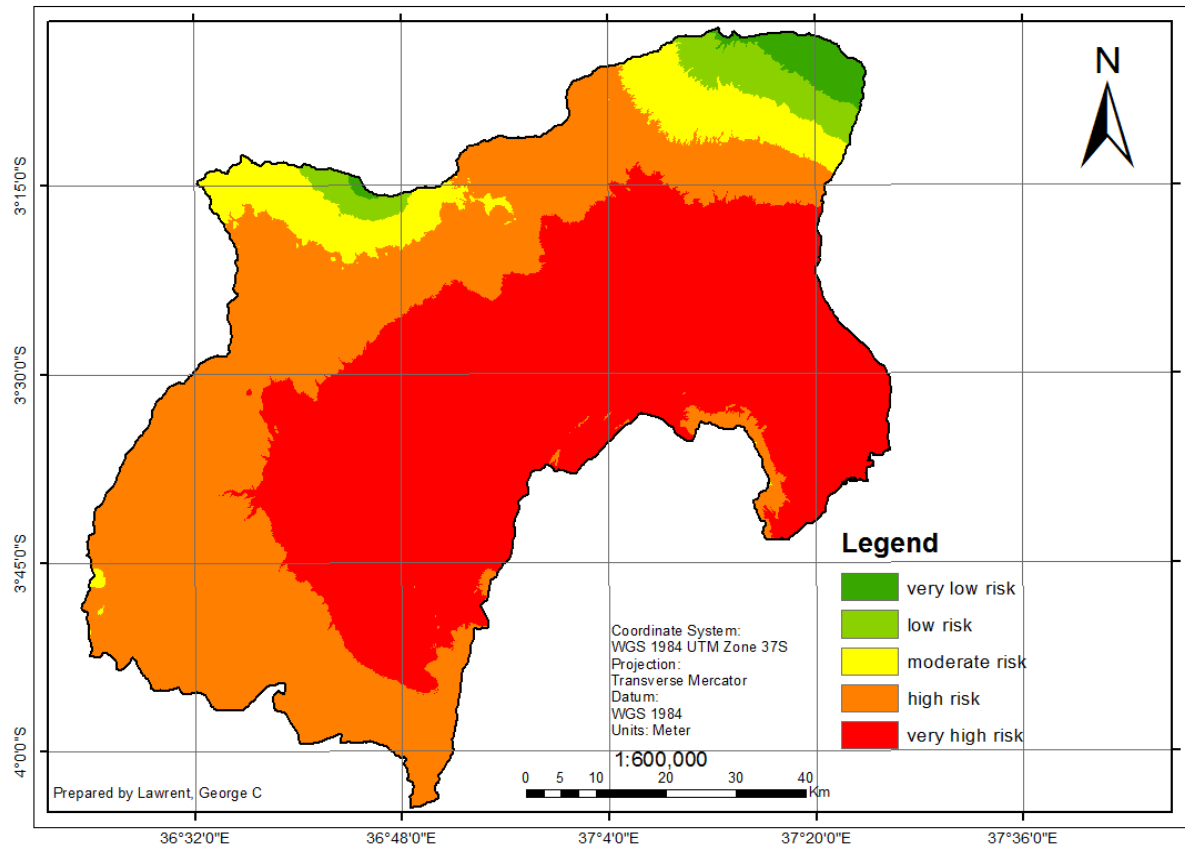 N
3°15'0"S
3°30'0"S
3°45'0"S
4°0'0"S
Legend
very low risk
low risk
moderate risk
high risk
very high risk
Coordinate System:
WGS 1984 UTM Zone 37S
Projection:
Transverse Mercator
Datum:
WGS 1984
Units: Meter
1:600,000
0 5 10 20 30 40
Km
Prepared by Lawrent, George C
36°32'0"E 36°48'0"E 37°4'0"E 37°20'0"E 37°36'0"E